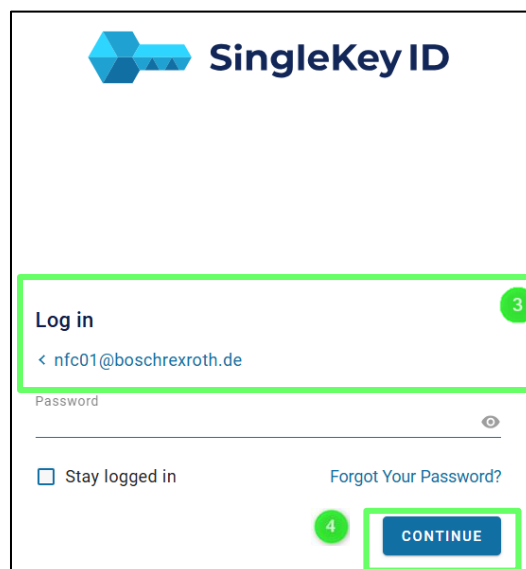 SingleKey ID
3
Log in
< nfc01@boschrexroth.de
Password
Stay logged in Forgot Your Password?
4 CONTINUE